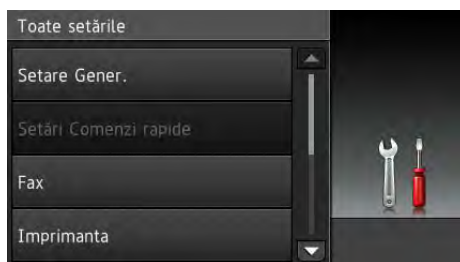 Toate setările
Setare Gener.
Setări Comenzi rapide
Fax
Imprimanta